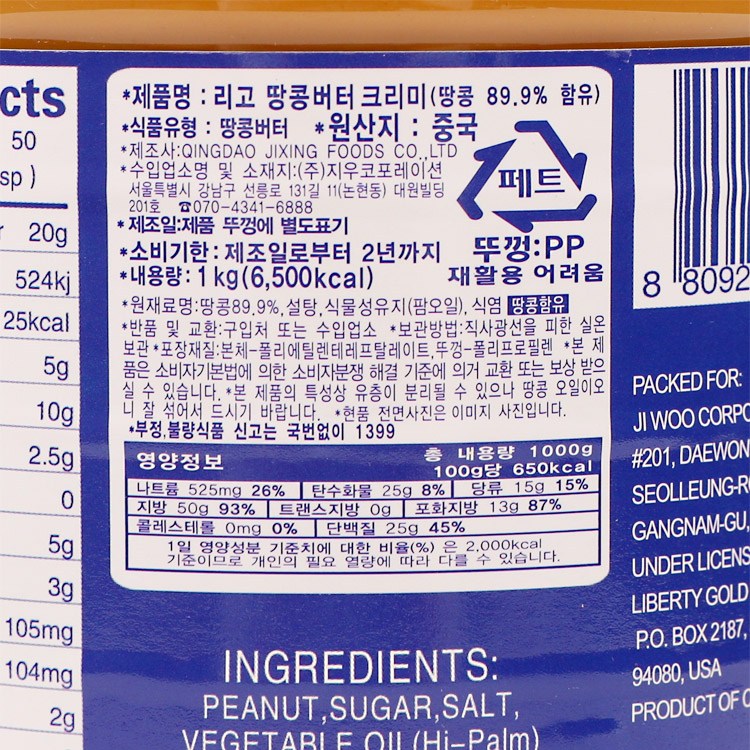 cts
50
sp )
20g
524kj
25kcal
5g
10g
2.5g
0
5g
3g
105mg
104mg
2g
*제품명 : 리고 땅콩버터 크리미(땅콩 89.9% 함유)
*식품유형 : 땅콩버터 *원산지 : 중국
*제조사:QINGDAO JIXING FOODS CO.,LTD
*수입업소명 및 소재지:(주)지우코포레이션
서울특별시 강남구 선릉로 131길 11(논현동) 대원빌딩
201호 ☎070-4341-6888
*제조일:제품 뚜껑에 별도표기
*소비기한:제조일로부터 2년까지
*내용량:1kg(6,500kcal)
페트
뚜껑:PP
재활용 어려움
*원재료명:땅콩89.9%,설탕,식물성유지(팜오일),식염 땅콩함유
*반품 및 교환:구입처 또는 수입업소 *보관방법:직사광선을 피한 실온
보관 *포장재질:본체-폴리에틸렌테레프탈레이트,뚜껑-폴리프로필렌 *본 제
품은 소비자기본법에 의한 소비자분쟁 해결 기준에 의거 교환 또는 보상 받으
실 수 있습니다. *본 제품의 특성상 유층이 분리될 수 있으나 땅콩 오일이오
니 잘 섞어서 드시기 바랍니다. *현품 전면사진은 이미지 사진입니다.
*부정,불량식품 신고는 국번없이 1399
영양정보
총 내용량 1000g
100g당 650kcal
나트륨 525mg 26% 탄수화물 25g 8% 당류 15g 15%
지방 50g 93% 트랜스지방 0g 포화지방 13g 87%
콜레스테롤 0mg 0% 단백질 25g 45%
1일 영양성분 기준치에 대한 비율(%) 은 2,000kcal
기준이므로 개인의 필요 열량에 따라 다를 수 있습니다.
INGREDIENTS:
PEANUT,SUGAR,SALT,
VEGETABLE OIL (Hi-Palm)
8 8092
PACKED FOR:
JI WOO CORPO
#201, DAEWON
SEOLLEUNG-R
GANGNAM-GU,
UNDER LICENS
LIBERTY GOLD
P.O. BOX 2187,
94080, USA
PRODUCT OF C